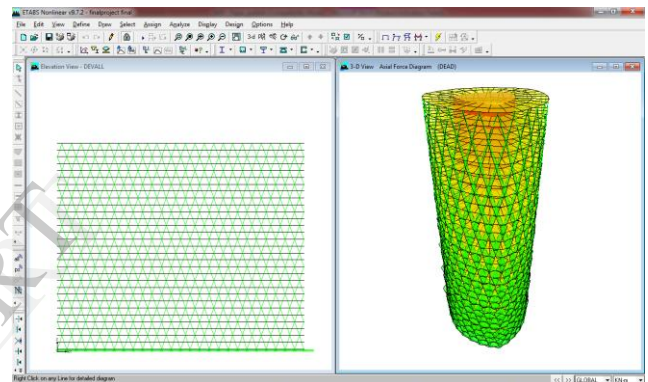 ETABS Nonlinear v9.7.2 - finalproject final
File Edit View Define Draw Select Assign Analyze Display Design Options Help
Elevation View - DEVALL
3-D View Axial Force Diagram (DEAD)
Right Click on any Line for detailed diagram
GLOBAL KN-m